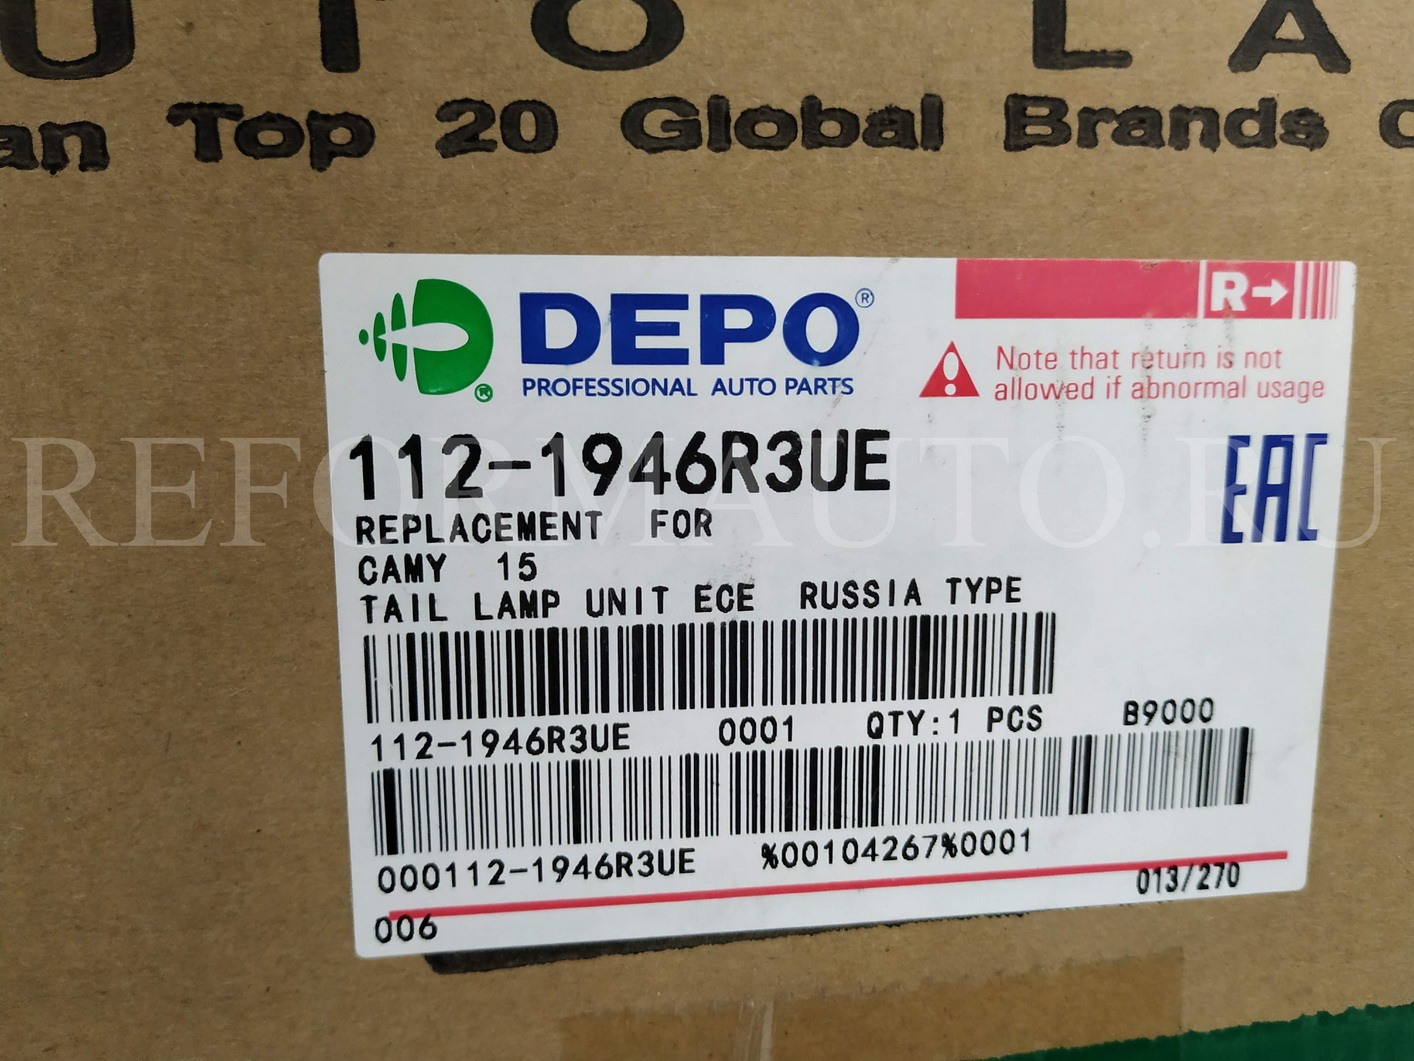 UTO LA
an Top 20 Global Brands
DEPO®
PROFESSIONAL AUTO PARTS
R→
Note that return is not
allowed if abnormal usage
112-1946R3UE
EAC
REFORMAUTO.RU
REPLACEMENT FOR
CAMY 15
TAIL LAMP UNIT ECE RUSSIA TYPE
112-1946R3UE 0001 QTY:1 PCS B9000
000112-1946R3UE %00104267%0001
013/270
006